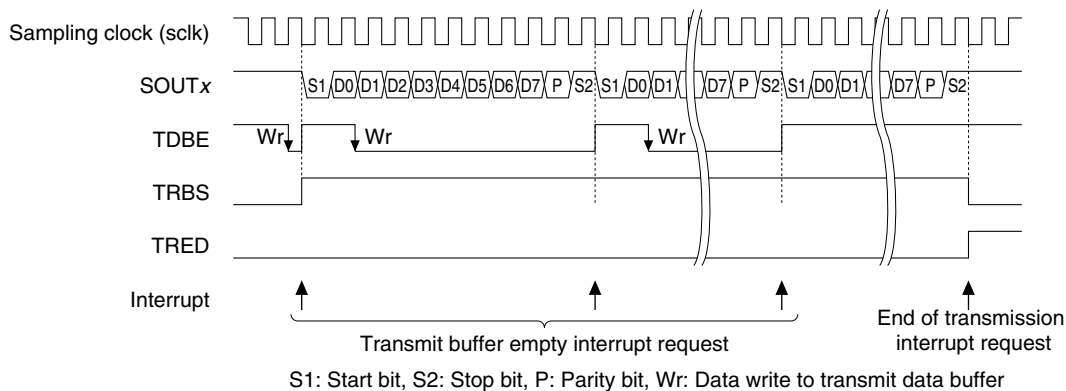 Sampling clock (sclk)
SOUTx S1 D0 D1 D2 D3 D4 D5 D6 D7 P S2 S1 D0 D1 D7 P S2 S1 D0 D1 D7 P S2
TDBE Wr Wr Wr
TRBS
TRED
Interrupt
Transmit buffer empty interrupt request
End of transmission
interrupt request
S1: Start bit, S2: Stop bit, P: Parity bit, Wr: Data write to transmit data buffer